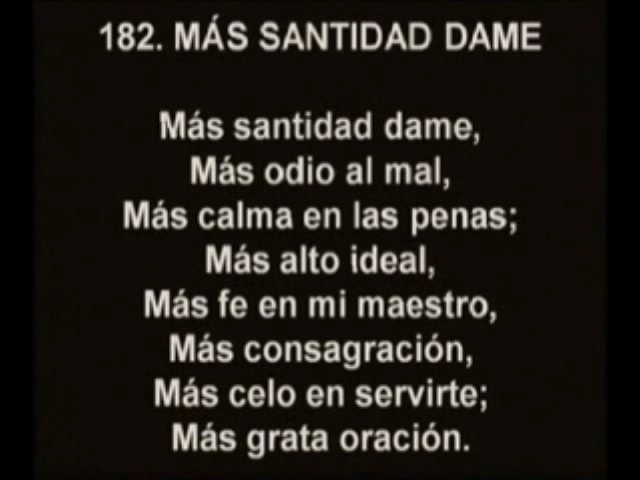 182. MÁS SANTIDAD DAME
Más santidad dame,
Más odio al mal,
Más calma en las penas;
Más alto ideal,
Más fe en mi maestro,
Más consagración,
Más celo en servirte;
Más grata oración.